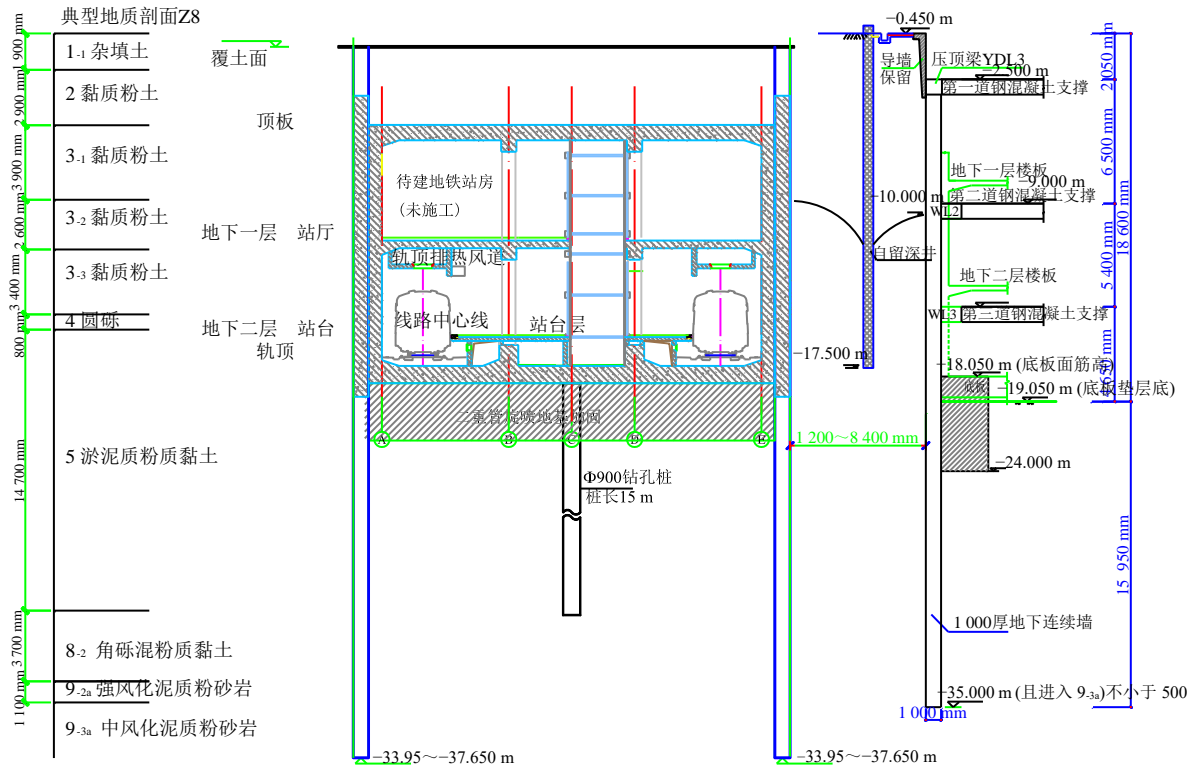 典型地质剖面Z8
1 900 mm
1-1 杂填土
2 900 mm
2 黏质粉土
3 900 mm
3-1 黏质粉土
2 600 mm
3-2 黏质粉土
3 400 mm
3-3 黏质粉土
800 mm
4 圆砾
14 700 mm
5 淤泥质粉质黏土
3 700 mm
8-2 角砾混粉质黏土
1 100 mm
9-2a 强风化泥质粉砂岩
9-3a 中风化泥质粉砂岩
覆土面
顶板
地下一层 站厅
地下二层 站台
轨顶
待建地铁站房
(未施工)
轨顶排热风道
线路中心线
站台层
二重管旋喷地基加固
A
B
C
D
E
Φ900钻孔桩
桩长15 m
−33.95～−37.650 m
−33.95～−37.650 m
−0.450 m
导墙
保留
压顶梁YDL3
−2.500 m
第一道钢混凝土支撑
地下一层楼板
−9.000 m
第二道钢混凝土支撑
−10.000 m
WL2
自留深井
地下二层楼板
WL3
第三道钢混凝土支撑
−17.500 m
−18.050 m (底板面筋高)
底板
−19.050 m (底板垫层底)
1 200～8 400 mm
−24.000 m
1 000厚地下连续墙
−35.000 m (且进入 9-3a)不小于 500
1 000 mm
2 050 mm
6 500 mm
5 400 mm
4 650 mm
18 600 mm
15 950 mm